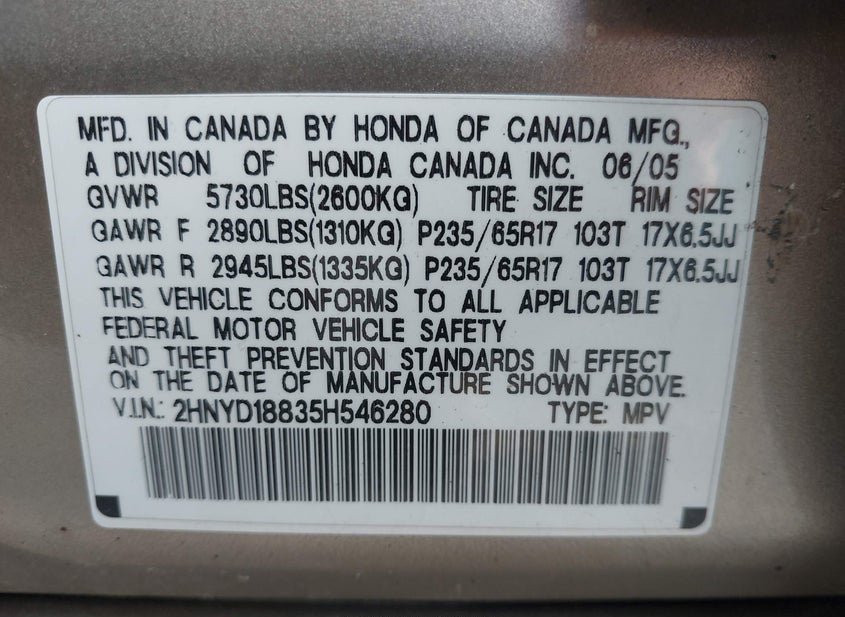 MFD. IN CANADA BY HONDA OF CANADA MFG.,
A DIVISION OF HONDA CANADA INC. 06/05
GVWR 5730LBS(2600KG) TIRE SIZE RIM SIZE
GAWR F 2890LBS(1310KG) P235/65R17 103T 17X6.5JJ
GAWR R 2945LBS(1335KG) P235/65R17 103T 17X6.5JJ
THIS VEHICLE CONFORMS TO ALL APPLICABLE
FEDERAL MOTOR VEHICLE SAFETY
AND THEFT PREVENTION STANDARDS IN EFFECT
ON THE DATE OF MANUFACTURE SHOWN ABOVE.
V.I.N.: 2HNYD18835H546280 TYPE: MPV